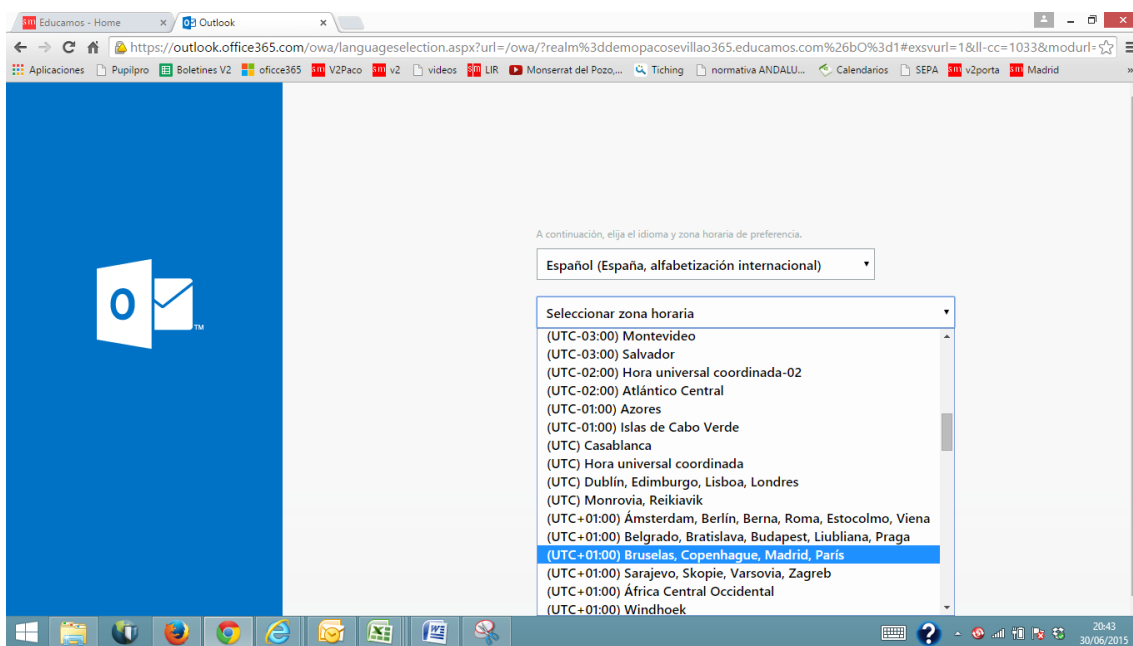 sm Educamos - Home
Outlook
https://outlook.office365.com/owa/languageselection.aspx?url=/owa/?realm%3ddemopacosevillao365.educamos.com%26bO%3d1#exsvurl=1&ll-cc=1033&modurl=
Aplicaciones Pupilpro Boletines V2 oficce365 sm V2Paco sm v2 videos sm LIR Monserrat del Pozo,... Tiching normativa ANDALU... Calendarios SEPA sm v2porta sm Madrid »
A continuación, elija el idioma y zona horaria de preferencia.
Español (España, alfabetización internacional)
Seleccionar zona horaria
(UTC-03:00) Montevideo
(UTC-03:00) Salvador
(UTC-02:00) Hora universal coordinada-02
(UTC-02:00) Atlántico Central
(UTC-01:00) Azores
(UTC-01:00) Islas de Cabo Verde
(UTC) Casablanca
(UTC) Hora universal coordinada
(UTC) Dublín, Edimburgo, Lisboa, Londres
(UTC) Monrovia, Reikiavik
(UTC+01:00) Ámsterdam, Berlín, Berna, Roma, Estocolmo, Viena
(UTC+01:00) Belgrado, Bratislava, Budapest, Liubliana, Praga
(UTC+01:00) Bruselas, Copenhague, Madrid, París
(UTC+01:00) Sarajevo, Skopie, Varsovia, Zagreb
(UTC+01:00) África Central Occidental
(UTC+01:00) Windhoek
O
TM
20:43
30/06/2015